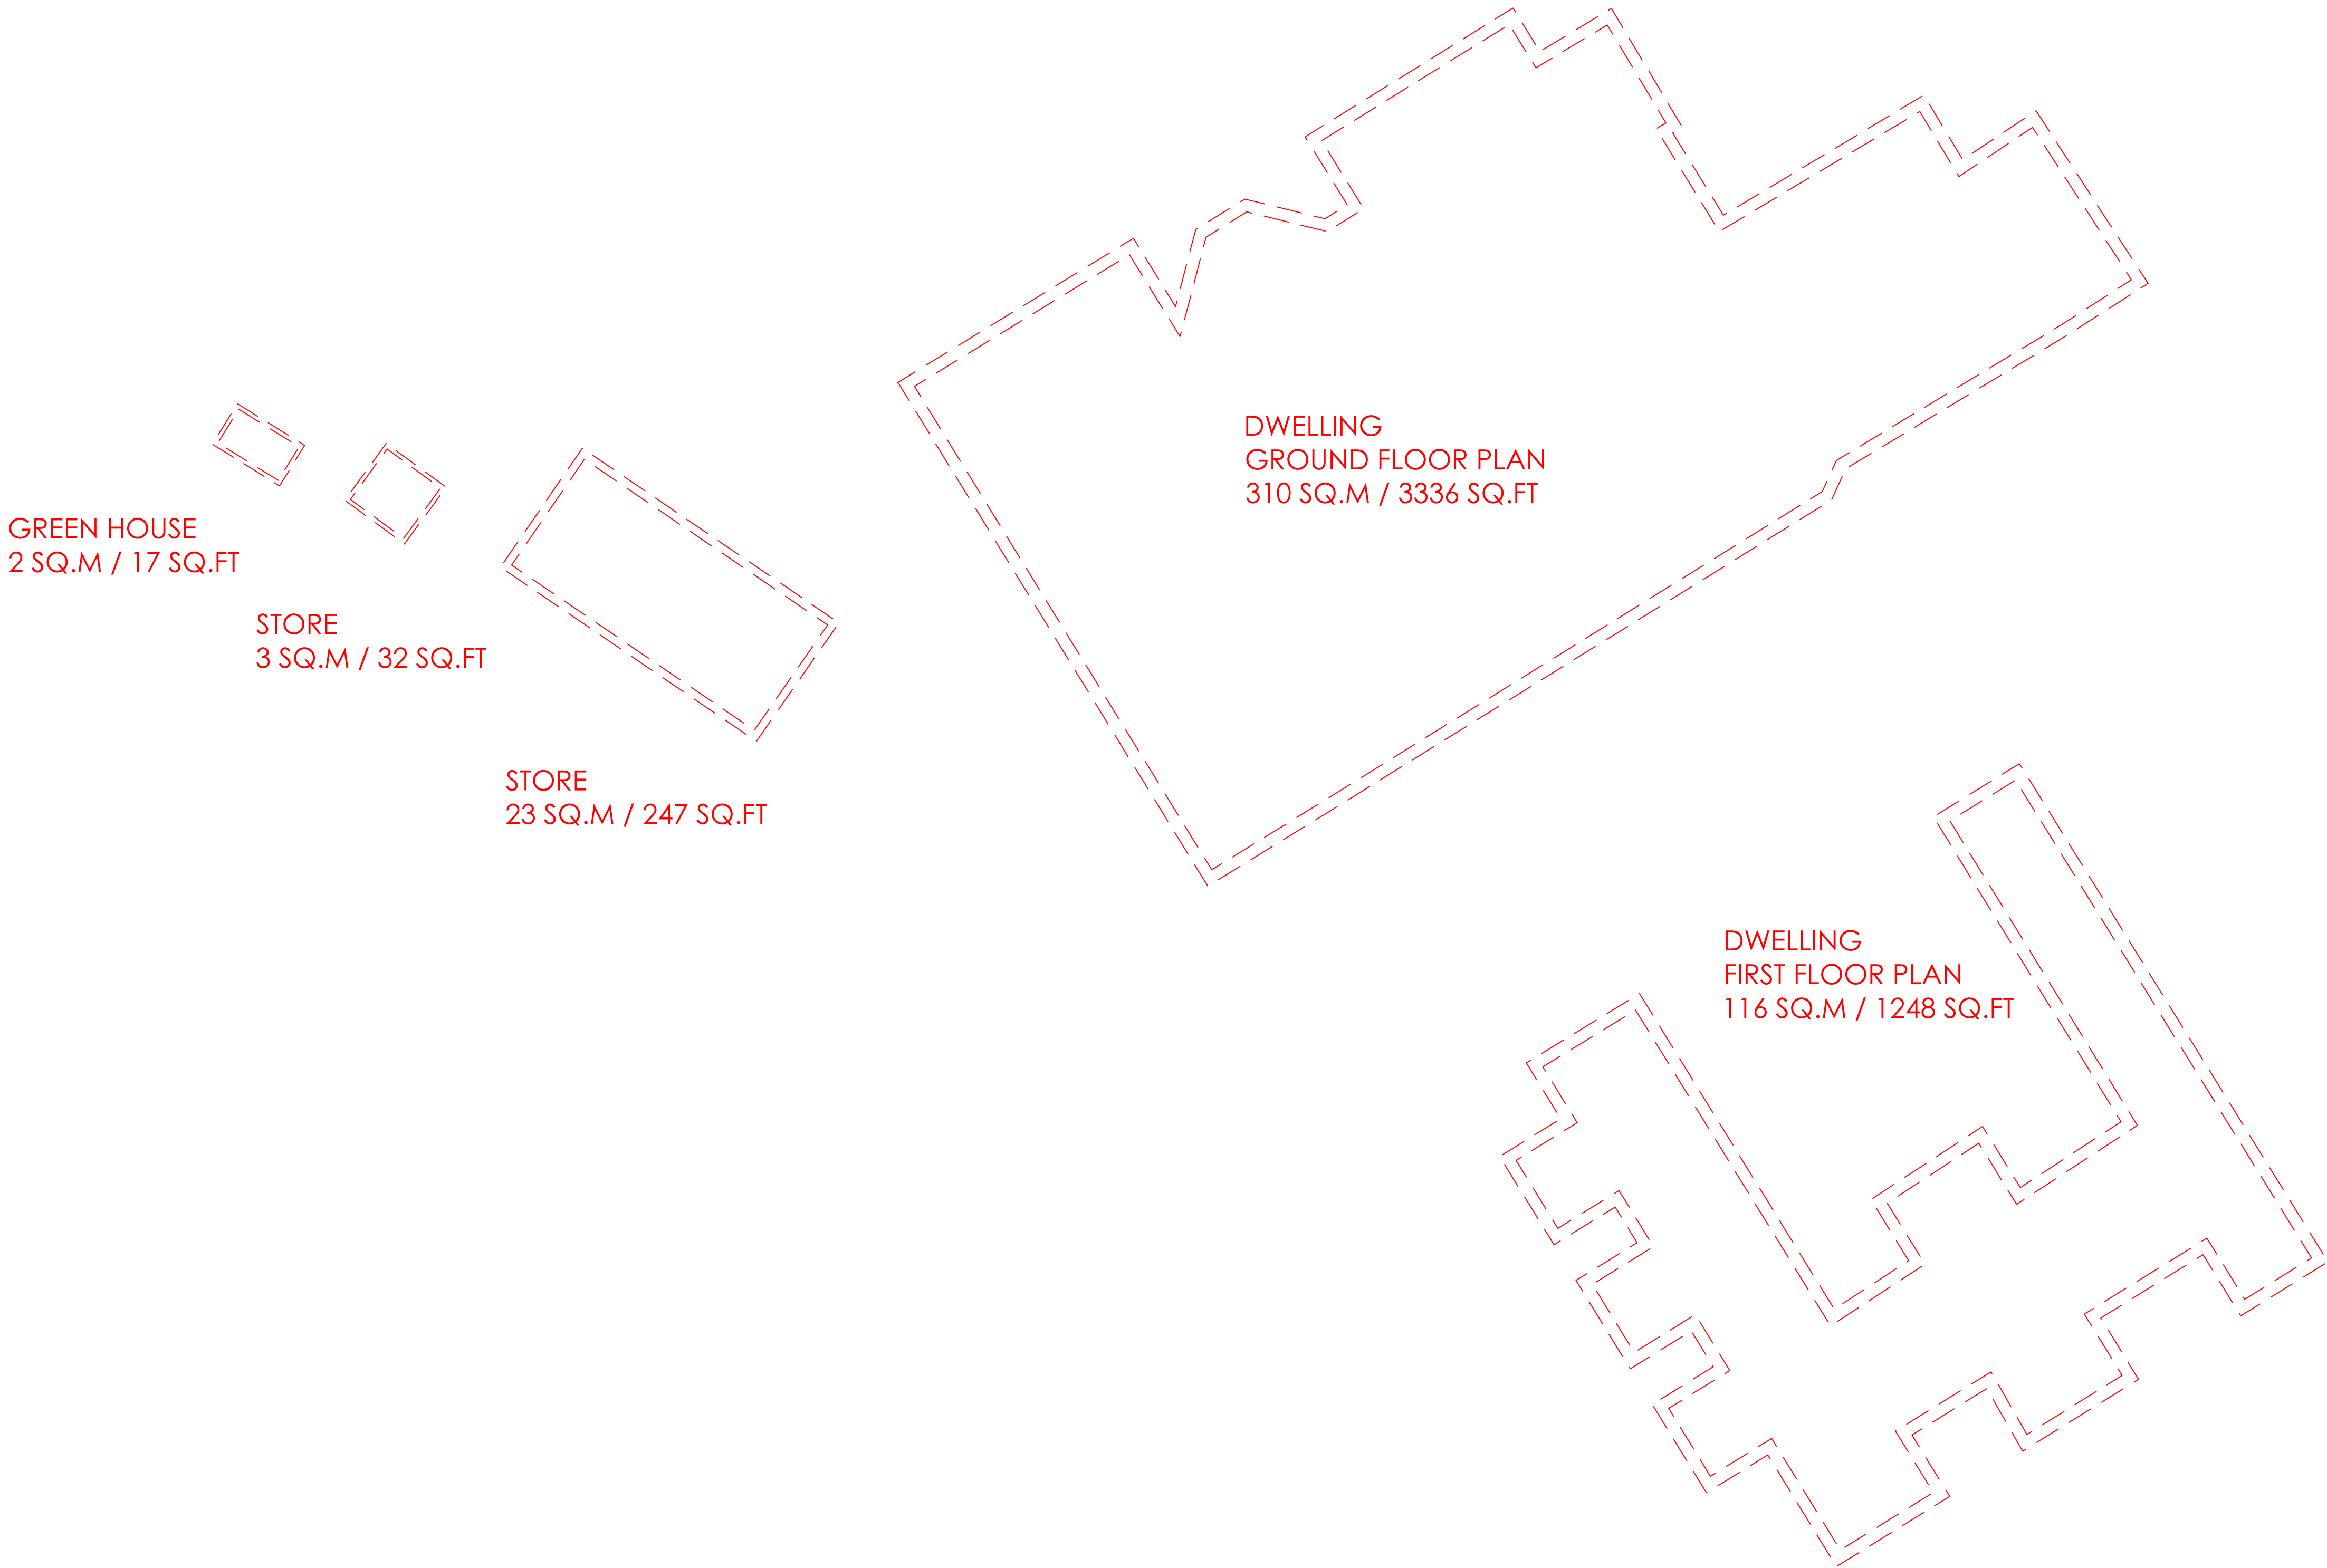 DWELLING
GROUND FLOOR PLAN
310 SQ.M / 3336 SQ.FT
GREEN HOUSE
2 SQ.M / 17 SQ.FT
STORE
3 SQ.M / 32 SQ.FT
STORE
23 SQ.M / 247 SQ.FT
DWELLING
FIRST FLOOR PLAN
116 SQ.M / 1248 SQ.FT